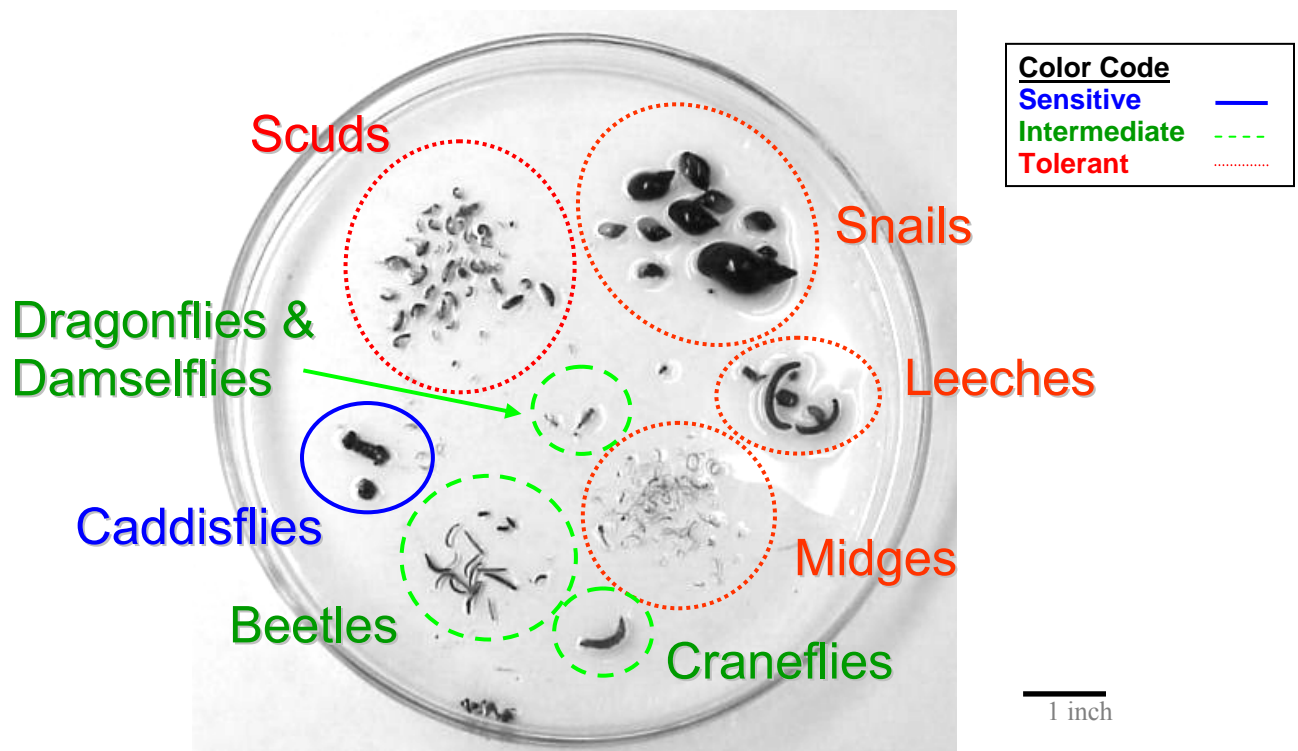 Color Code
Sensitive
Intermediate
Tolerant
Scuds
Snails
Dragonflies &
Damselflies
Leeches
Caddisflies
Midges
Beetles
Craneflies
1 inch